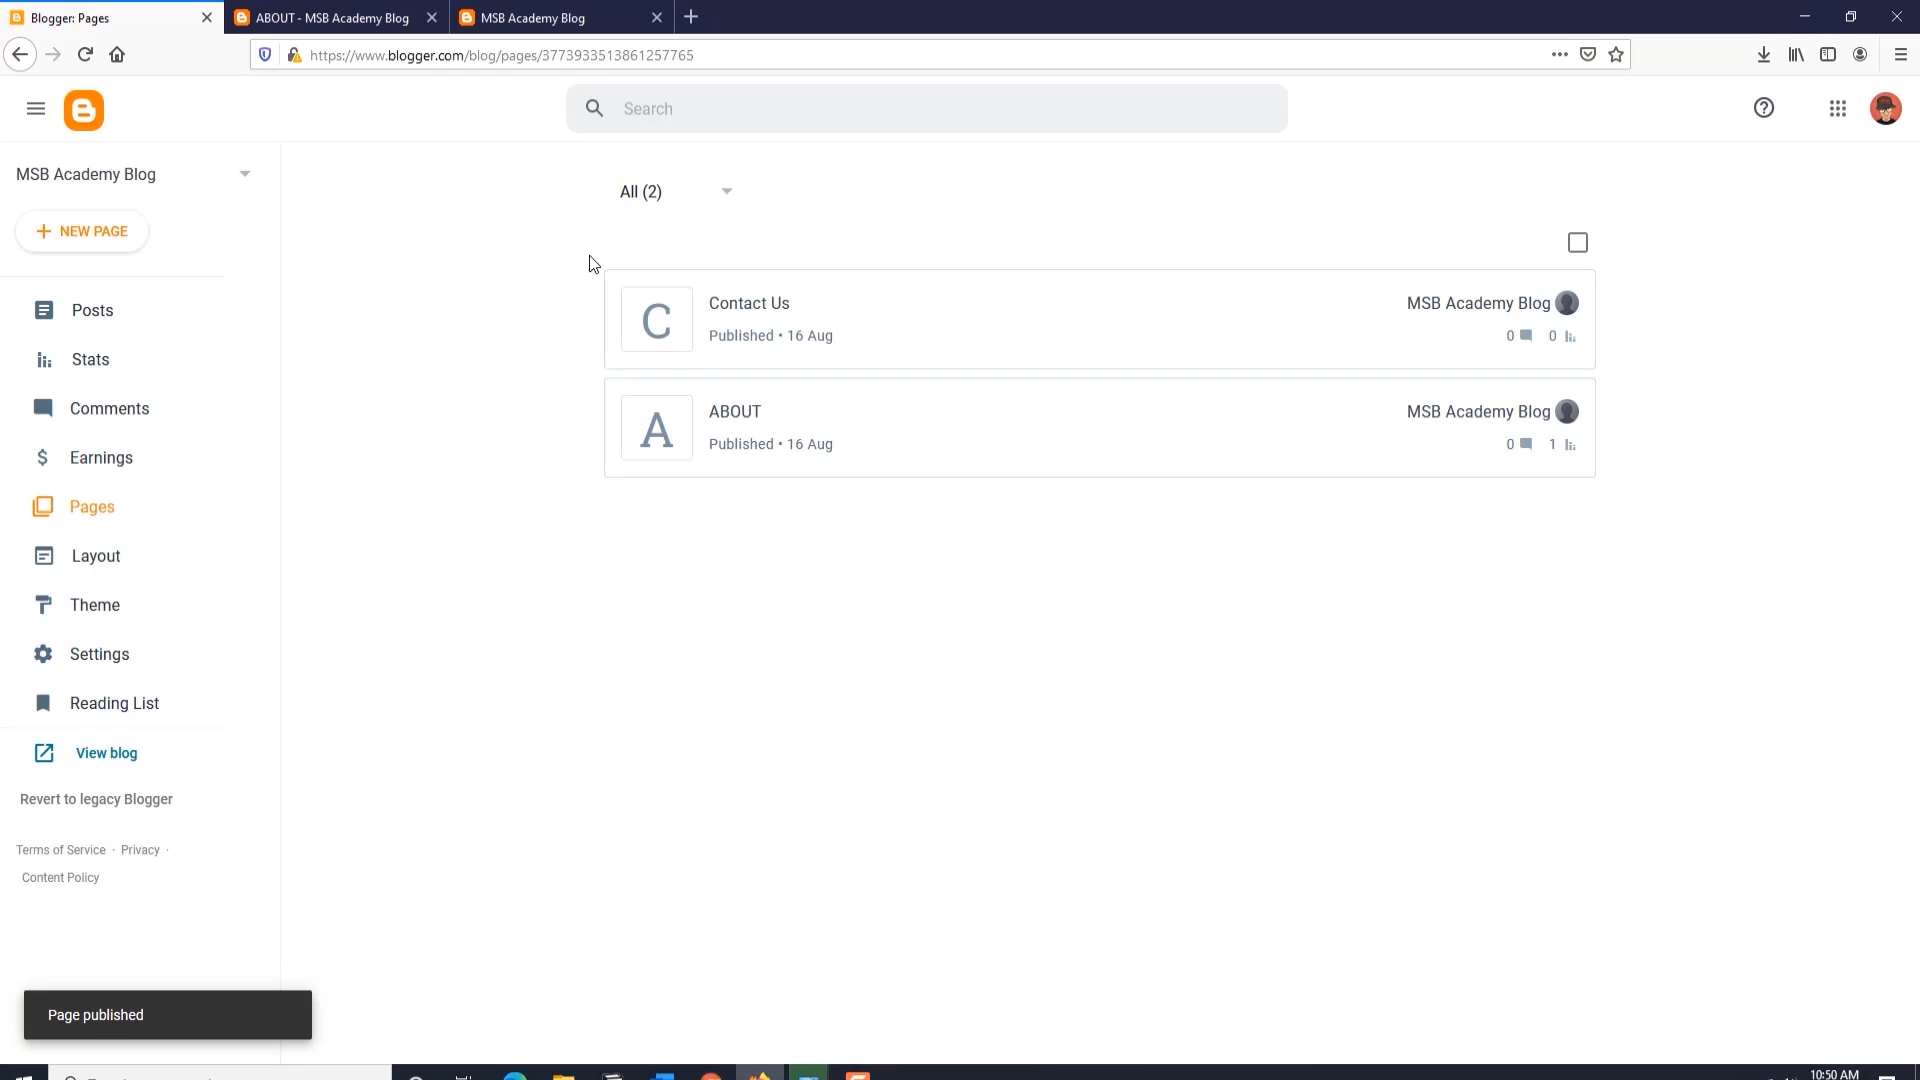 Blogger: Pages
ABOUT - MSB Academy Blog
MSB Academy Blog
https://www.blogger.com/blog/pages/3773933513861257765
Search
MSB Academy Blog
NEW PAGE
Posts
Stats
Comments
Earnings
Pages
Layout
Theme
Settings
Reading List
View blog
Revert to legacy Blogger
Terms of Service · Privacy ·
Content Policy
All (2)
C
Contact Us
MSB Academy Blog
Published • 16 Aug
0 0
A
ABOUT
MSB Academy Blog
Published • 16 Aug
0 1
Page published
10:50 AM